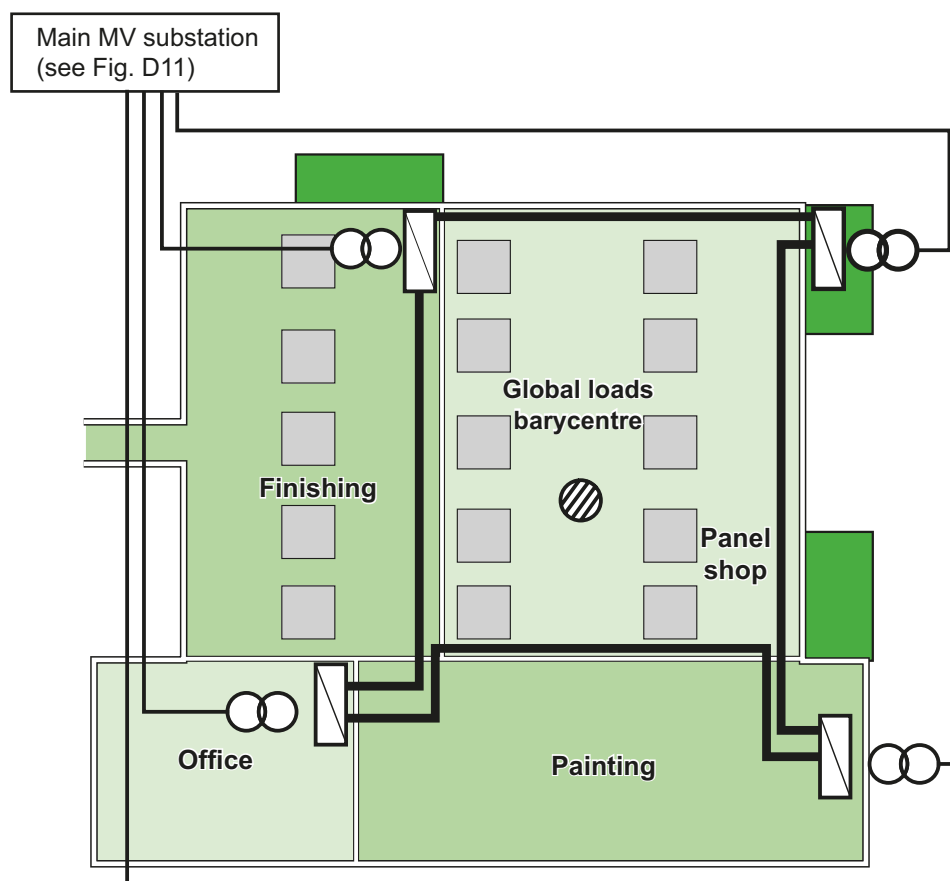 Main MV substation
(see Fig. D11)
Global loads
barycentre
Finishing
Panel
shop
Office
Painting